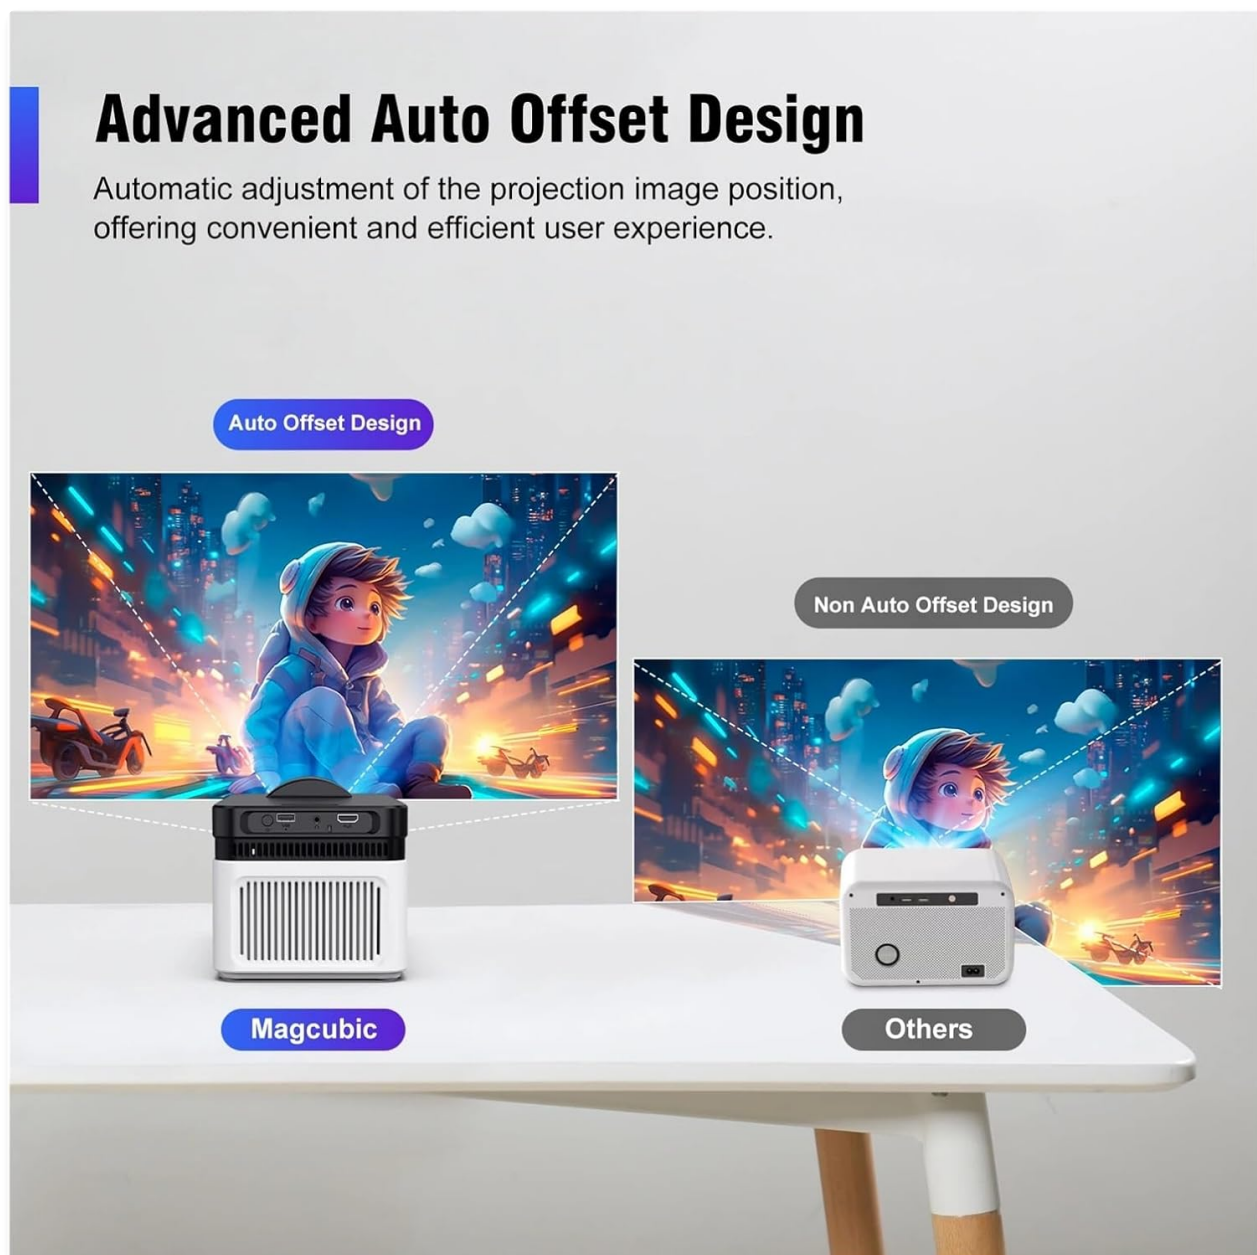 Advanced Auto Offset Design
Automatic adjustment of the projection image position,
offering convenient and efficient user experience.
Auto Offset Design
Non Auto Offset Design
Magcubic
Others